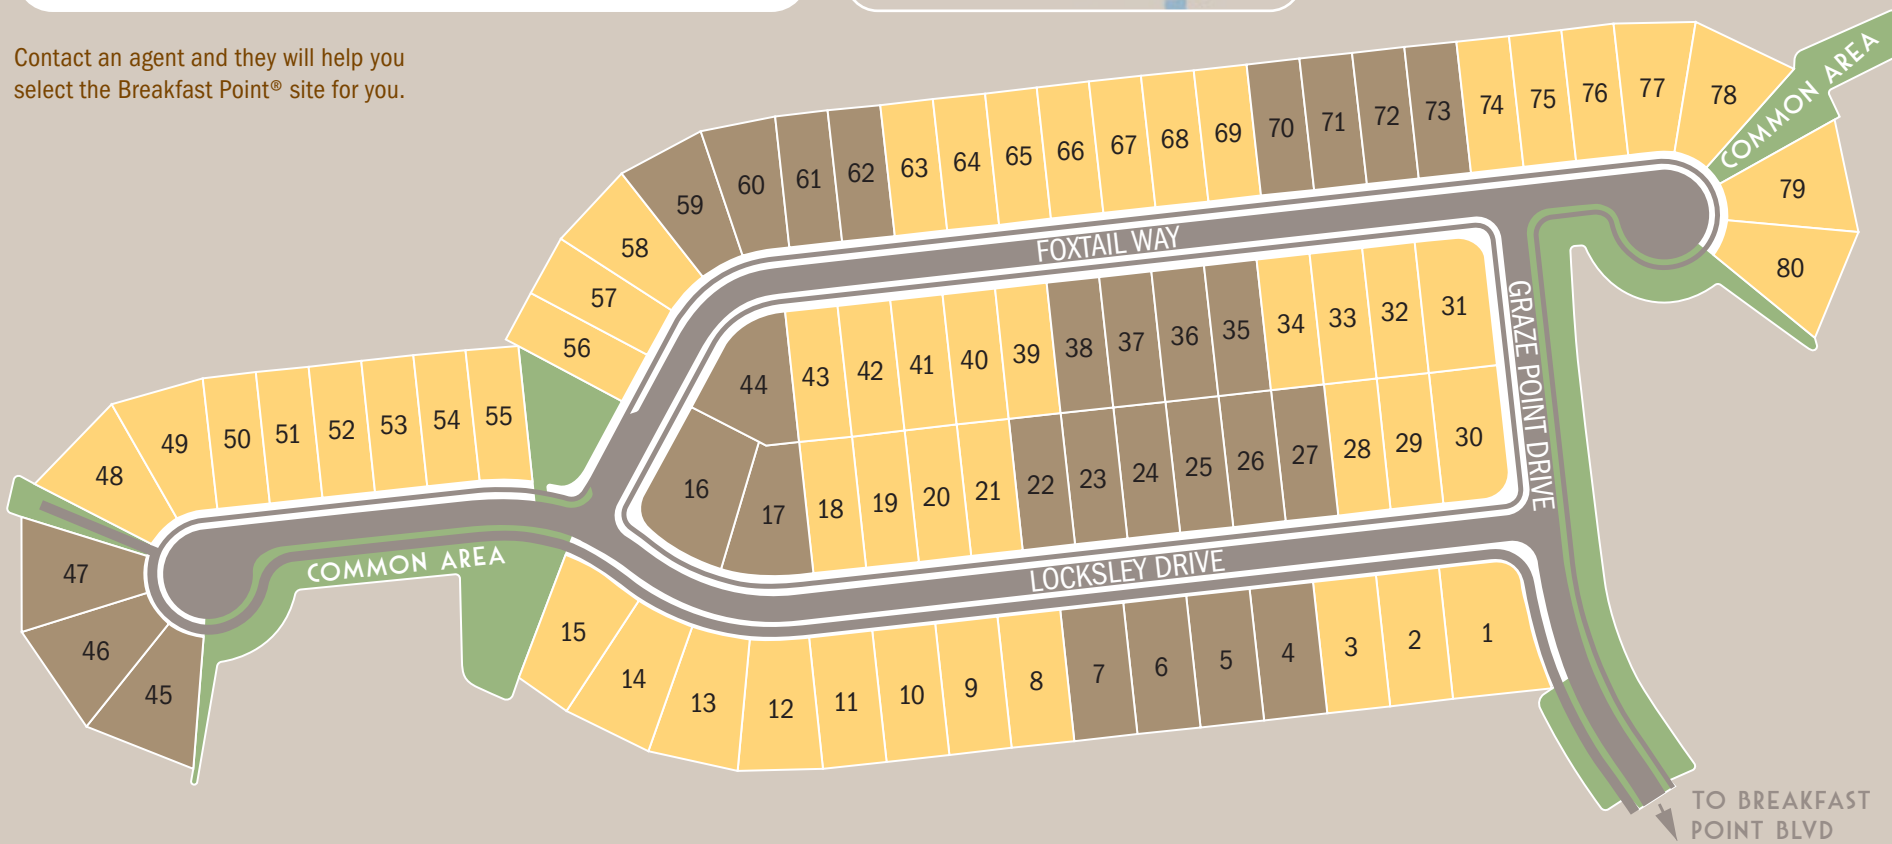 Contact an agent and they will help you
select the Breakfast Point® site for you.
COMMON AREA
74 75 76 77 78
70 71 72 73
63 64 65 66 67 68 69
59 60 61 62
79
80
58
57
56
FOXTAIL WAY
GRAZE POINT DRIVE
44 43 42 41 40 39 38 37 36 35 34 33 32 31
16 17 18 19 20 21 22 23 24 25 26 27 28 29 30
48 49 50 51 52 53 54 55
47
46
45
COMMON AREA
LOCKSLEY DRIVE
15 14 13 12 11 10 9 8 7 6 5 4 3 2 1
TO BREAKFAST
POINT BLVD